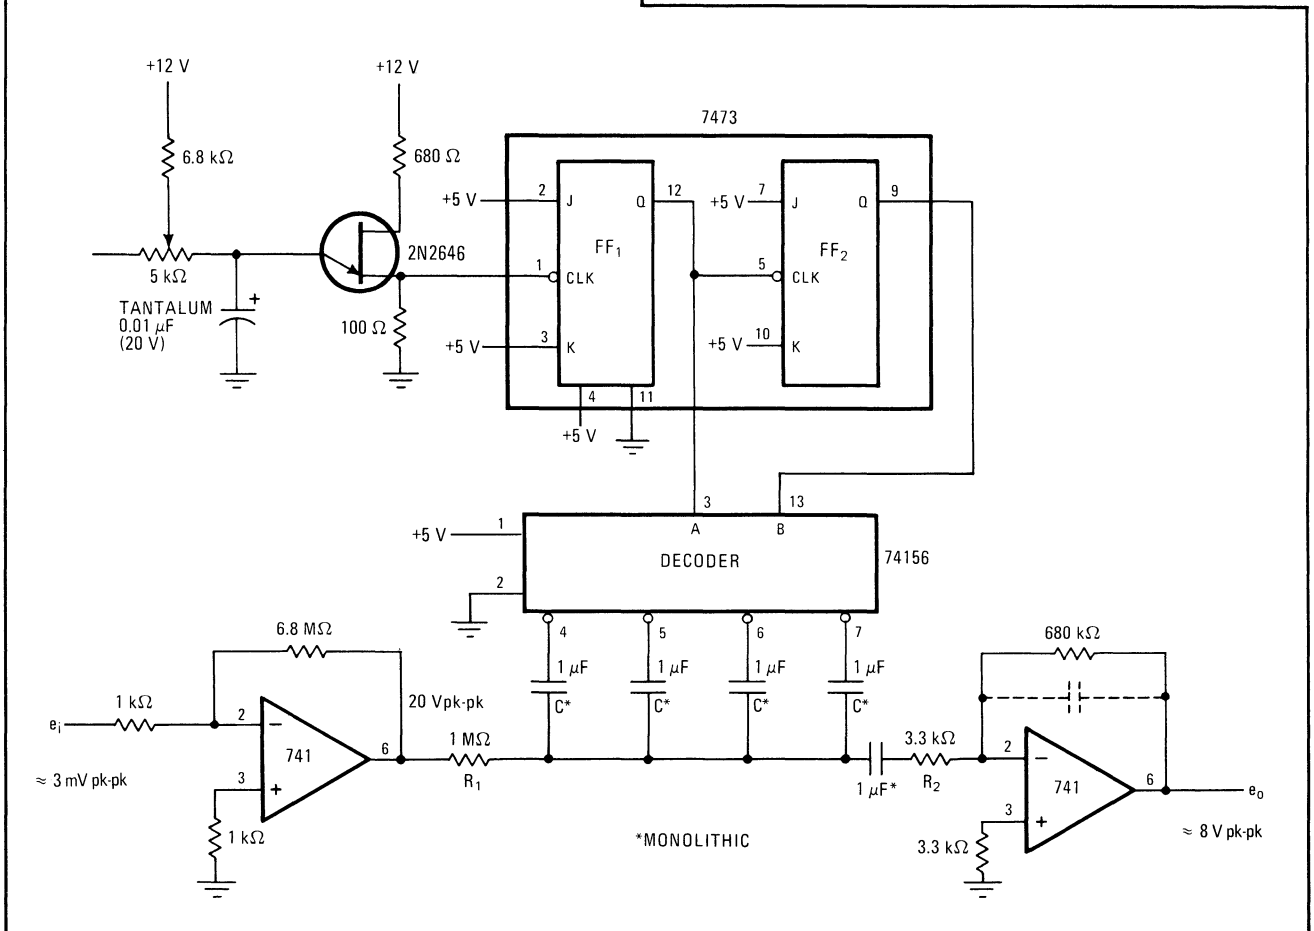 +12 V
+12 V
7473
6.8 kΩ
680 Ω
2
+5 V
J
Q
12
7
+5 V
J
Q
9
FF1
FF2
2N2646
5 kΩ
1
CLK
5
CLK
TANTALUM
0.01 µF
(20 V)
+
100 Ω
3
+5 V
K
10
+5 V
K
4
11
+5 V
3
13
A
B
1
+5 V
DECODER
74156
2
4
5
6
7
6.8 MΩ
680 kΩ
1 µF
1 µF
1 µF
1 µF
C*
C*
C*
C*
20 Vpk-pk
1 kΩ
ei
2
−
741
6
1 MΩ
R1
3.3 kΩ
R2
1 µF*
2
−
741
6
eo
≈ 3 mV pk-pk
3
+
3
+
1 kΩ
*MONOLITHIC
3.3 kΩ
≈ 8 V pk-pk